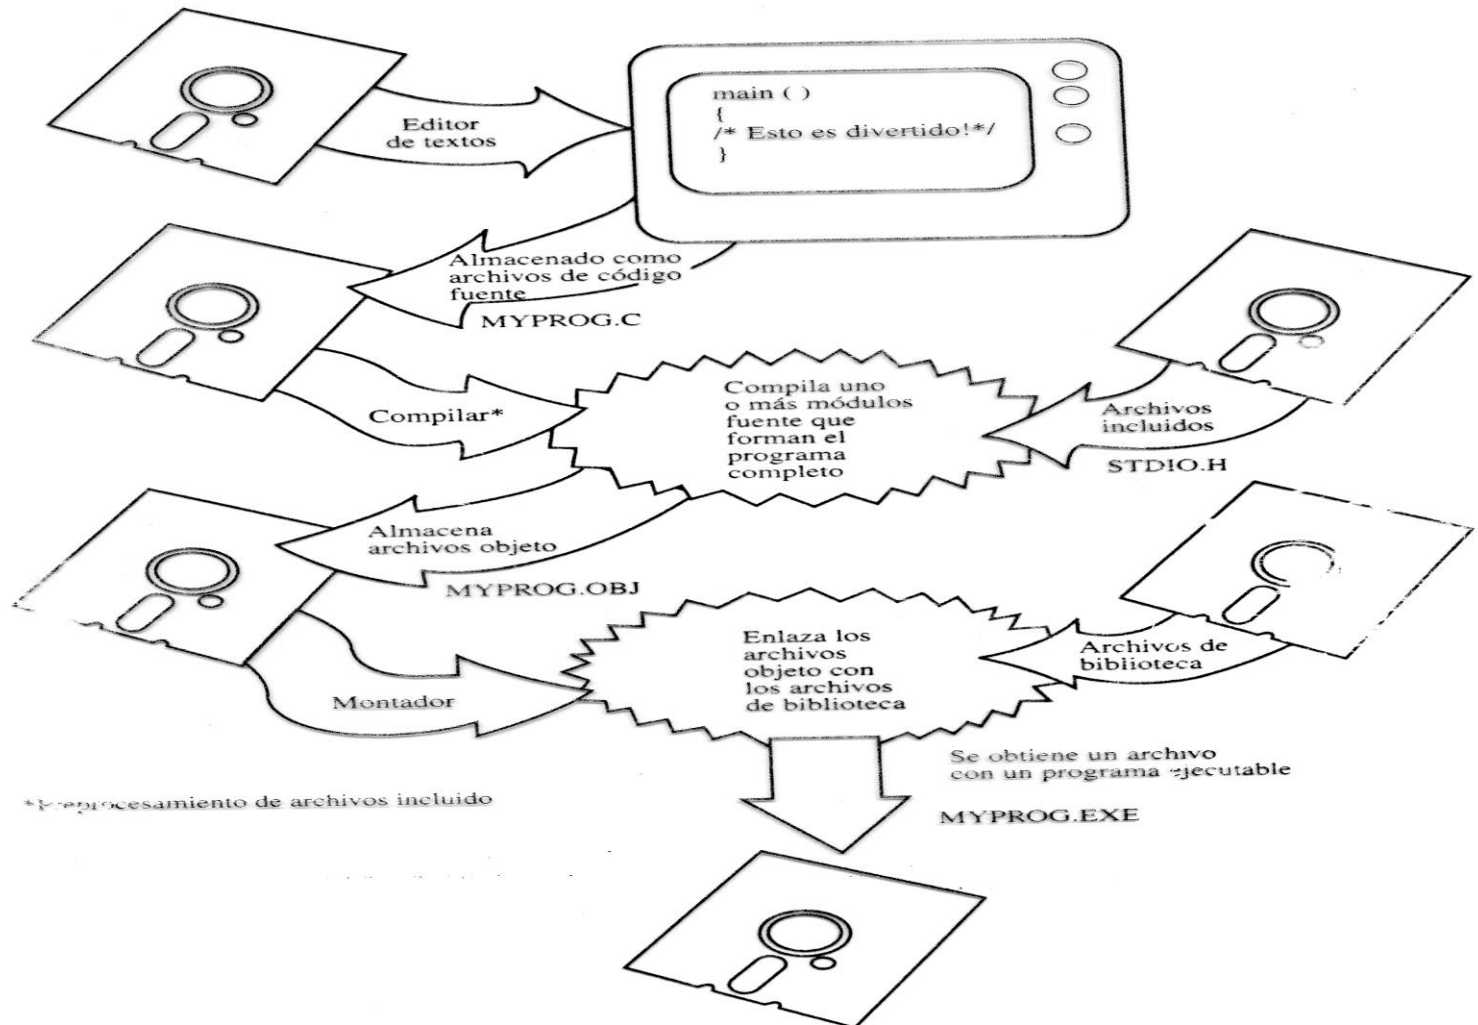 Editor
de textos
main ( )
{
/* Esto es divertido!*/
}
Almacenado como
archivos de código
fuente
MYPROG.C
Compilar*
Compila uno
o más módulos
fuente que
forman el
programa
completo
Archivos
incluidos
STDIO.H
Almacena
archivos objeto
MYPROG.OBJ
Montador
Enlaza los
archivos
objeto con
los archivos
de biblioteca
Archivos de
biblioteca
Se obtiene un archivo
con un programa ejecutable
MYPROG.EXE
*Preprocesamiento de archivos incluido